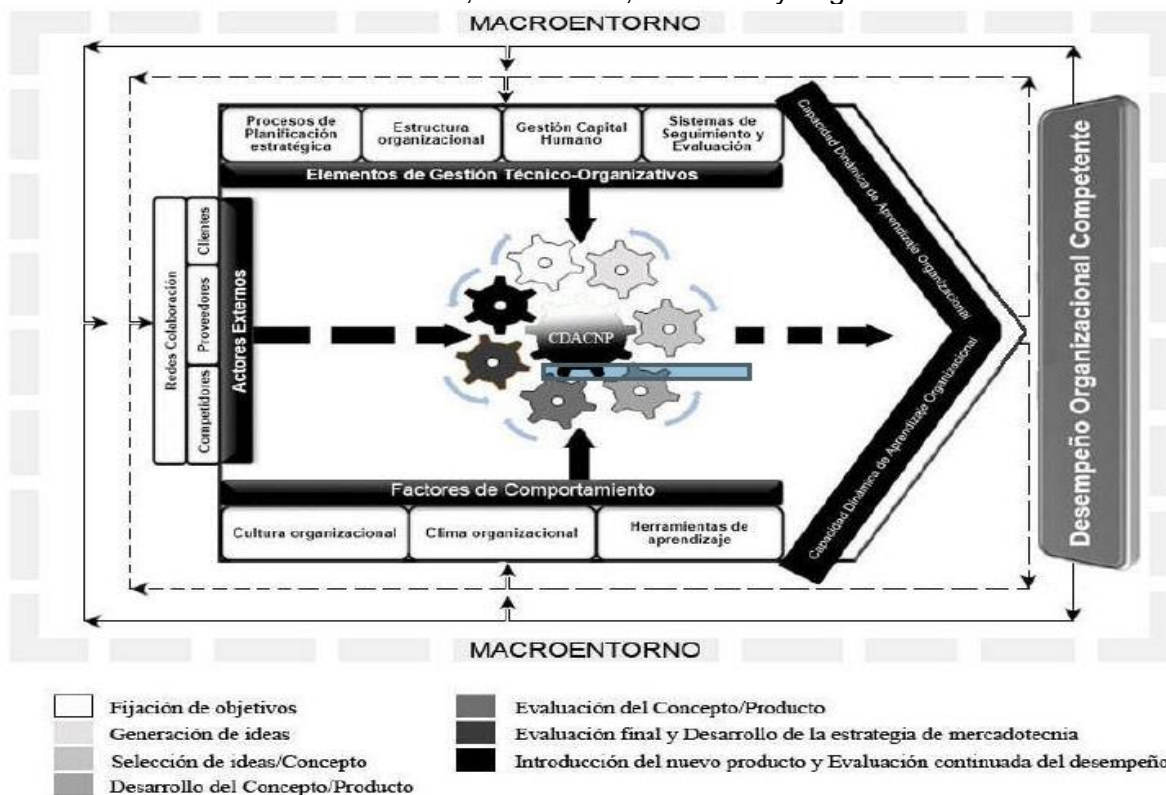 MACROENTORNO
Procesos de
Planificación
estratégica
Estructura
organizacional
Gestión Capital
Humano
Sistemas de
Seguimiento y
Evaluación
Elementos de Gestión Técnico-Organizativos
Redes Colaboración
Clientes
Proveedores
Competidores
Actores Externos
CDACNP
Capacidad Dinámica de Aprendizaje Organizacional
Capacidad Dinámica de Aprendizaje Organizacional
Desempeño Organizacional Competente
Factores de Comportamiento
Cultura organizacional
Clima organizacional
Herramientas de
aprendizaje
MACROENTORNO
Fijación de objetivos
Generación de ideas
Selección de ideas/Concepto
Desarrollo del Concepto/Producto
Evaluación del Concepto/Producto
Evaluación final y Desarrollo de la estrategia de mercadotecnia
Introducción del nuevo producto y Evaluación continuada del desempeño